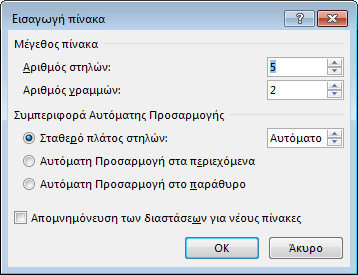 Εισαγωγή πίνακα
Μέγεθος πίνακα
Αριθμός στηλών: 5
Αριθμός γραμμών: 2
Συμπεριφορά Αυτόματης Προσαρμογής
Σταθερό πλάτος στηλών: Αυτόματο
Αυτόματη Προσαρμογή στα περιεχόμενα
Αυτόματη Προσαρμογή στο παράθυρο
Απομνημόνευση των διαστάσεων για νέους πίνακες
OK Άκυρο